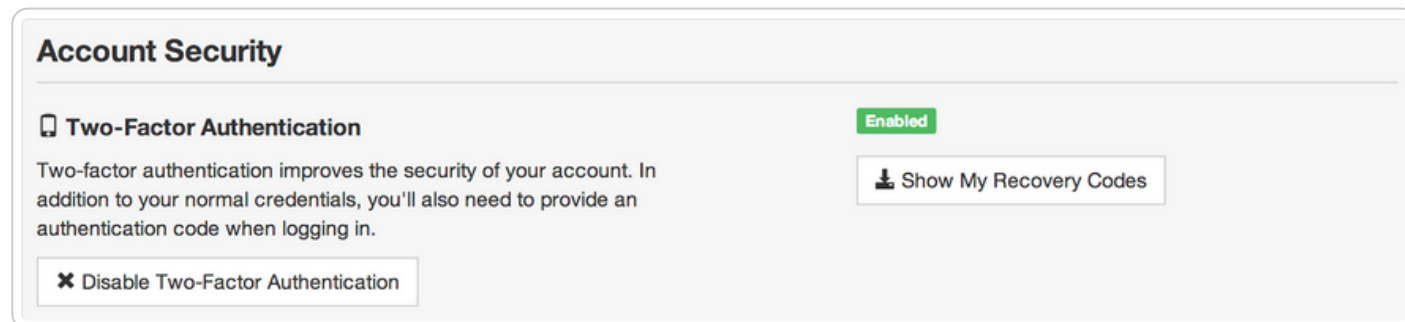 Account Security
Two-Factor Authentication
Enabled
Two-factor authentication improves the security of your account. In
addition to your normal credentials, you'll also need to provide an
authentication code when logging in.
Show My Recovery Codes
Disable Two-Factor Authentication